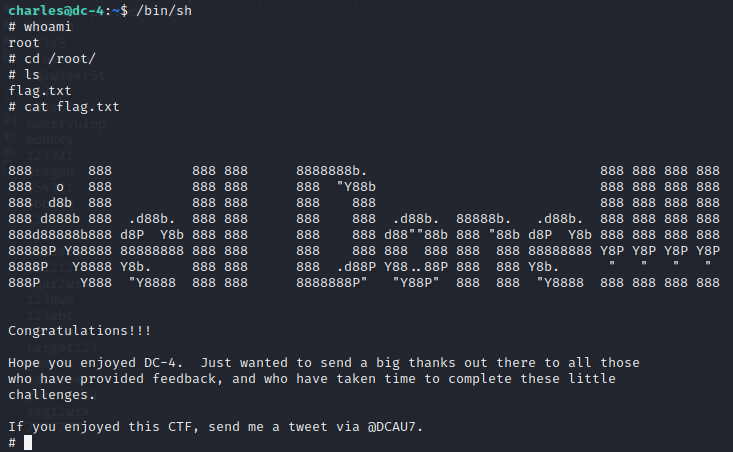 charles@dc-4:~$ /bin/sh
# whoami
root
# cd /root/
# ls
flag.txt
# cat flag.txt
888       888          888 888      8888888b.                             888 888 888 888
888   o   888          888 888      888  "Y88b                            888 888 888 888
888  d8b  888          888 888      888    888                            888 888 888 888
888 d888b 888  .d88b.  888 888      888    888  .d88b.  88888b.   .d88b.  888 888 888 888
888d88888b888 d8P  Y8b 888 888      888    888 d88""88b 888 "88b d8P  Y8b 888 888 888 888
88888P Y88888 88888888 888 888      888    888 888  888 888  888 88888888 Y8P Y8P Y8P Y8P
8888P   Y8888 Y8b.     888 888      888  .d88P Y88..88P 888  888 Y8b.      "   "   "   "
888P     Y888  "Y8888  888 888      8888888P"   "Y88P"  888  888  "Y8888  888 888 888 888
Congratulations!!!
Hope you enjoyed DC-4.  Just wanted to send a big thanks out there to all those
who have provided feedback, and who have taken time to complete these little
challenges.
If you enjoyed this CTF, send me a tweet via @DCAU7.
#